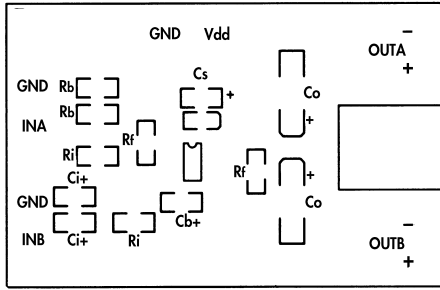 GND Vdd
−
OUTA
+
Cs
+
GND Rb
Rb
Co
+
INA
Rf
Ri
Ci+
Rf
+
GND
Co
Cb+
INB Ci+ Ri
−
OUTB
+